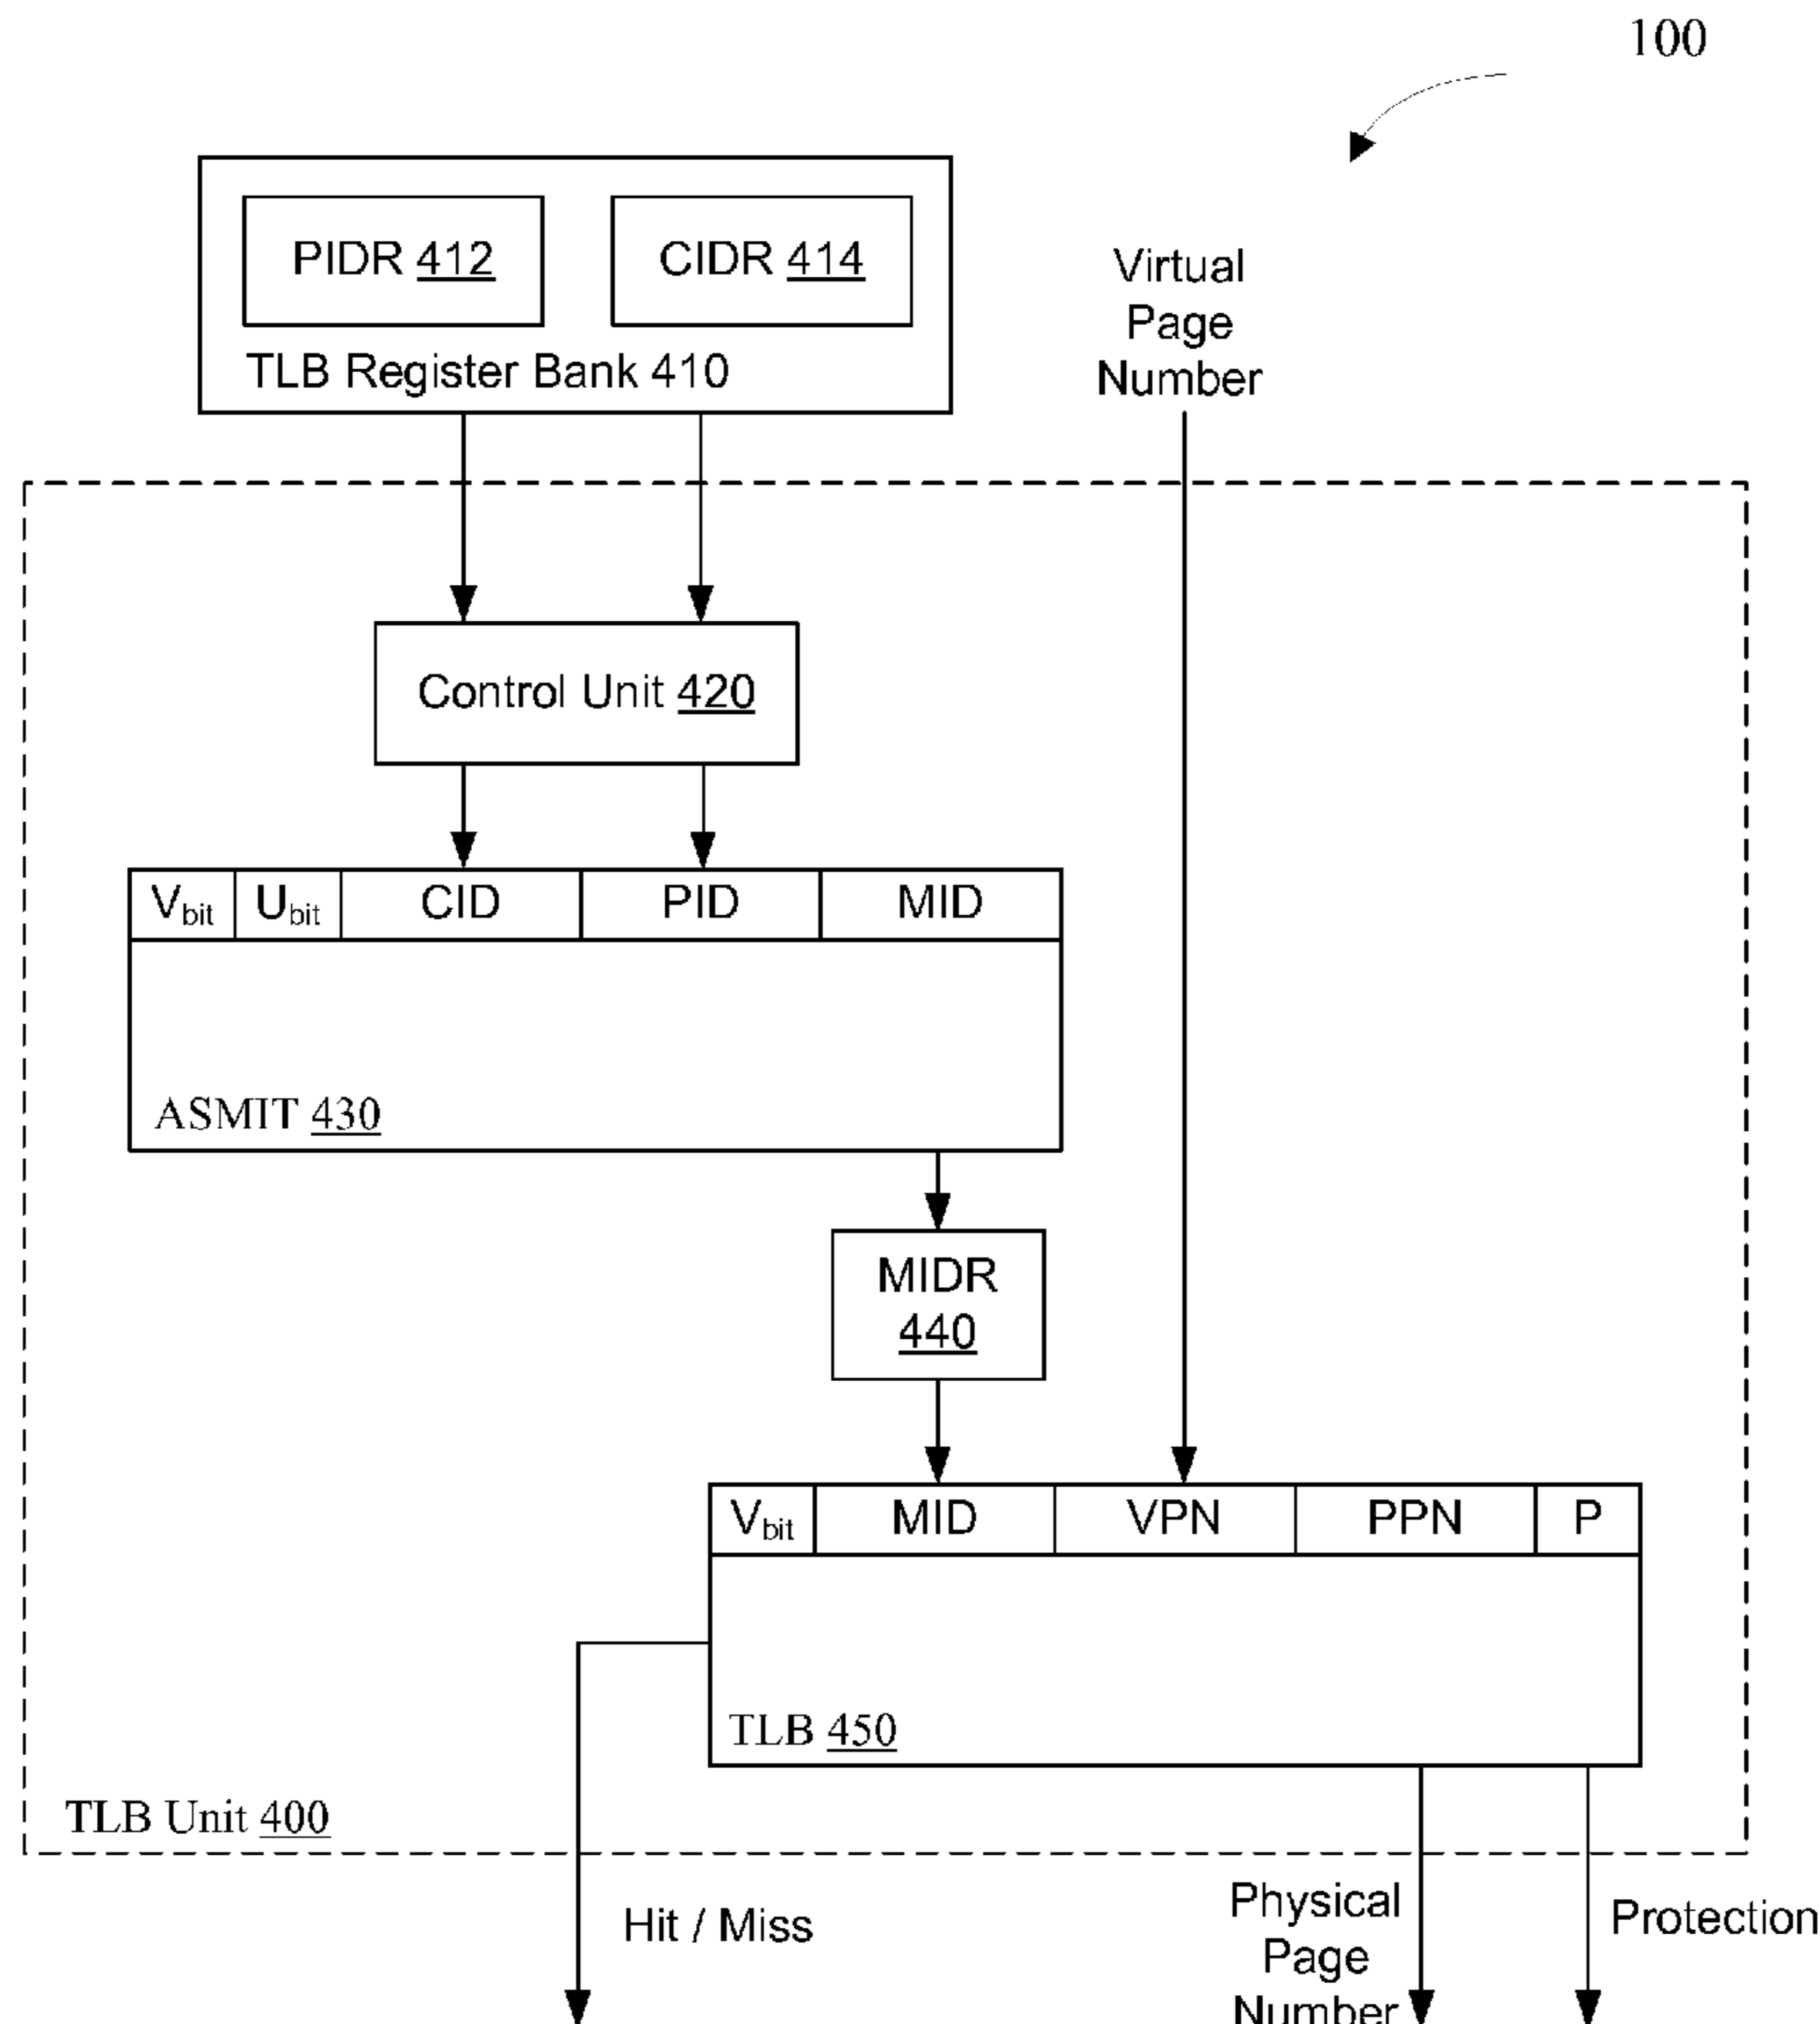 100
PIDR 412
CIDR 414
TLB Register Bank 410
Virtual
Page
Number
Control Unit 420
Vbit Ubit CID PID MID
ASMIT 430
MIDR
440
Vbit MID VPN PPN P
TLB 450
TLB Unit 400
Hit / Miss
Physical
Page
Number
Protection